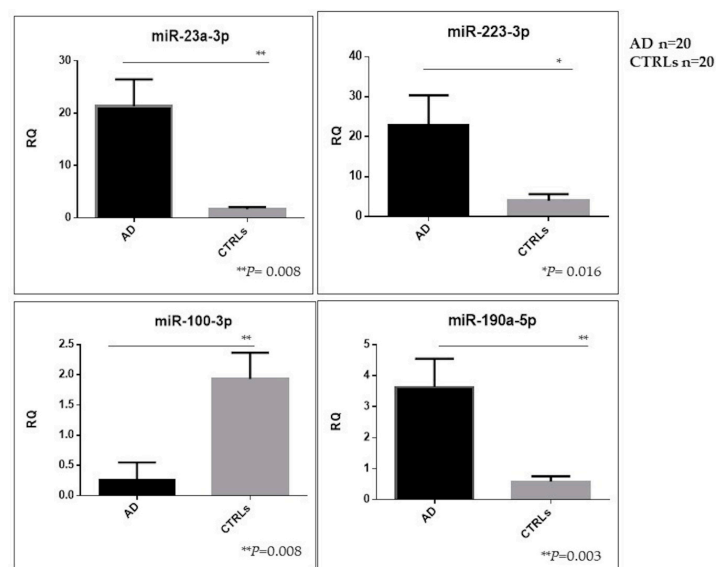 miR-23a-3p
**
30
20
10
0
RQ
AD
CTRLs
**P= 0.008
miR-223-3p
*
40
30
20
10
0
RQ
AD
CTRLs
*P= 0.016
AD n=20
CTRLs n=20
miR-100-3p
**
2.5
2.0
1.5
1.0
0.5
0.0
RQ
AD
CTRLs
**P=0.008
miR-190a-5p
**
5
4
3
2
1
0
RQ
AD
CTRLs
**P=0.003